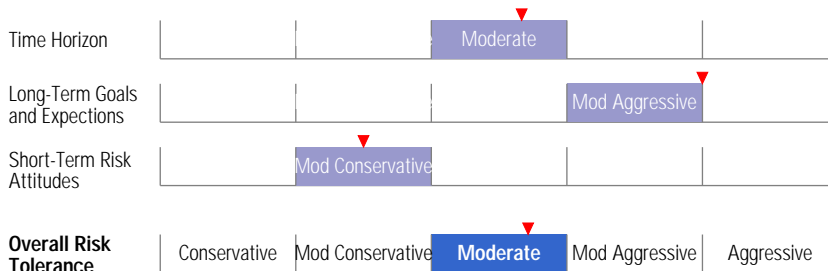 Time Horizon
Moderate
Long-Term Goals
and Expections
Mod Aggressive
Short-Term Risk
Attitudes
Mod Conservative
Overall Risk
Tolerance
Conservative
Mod Conservative
Moderate
Mod Aggressive
Aggressive